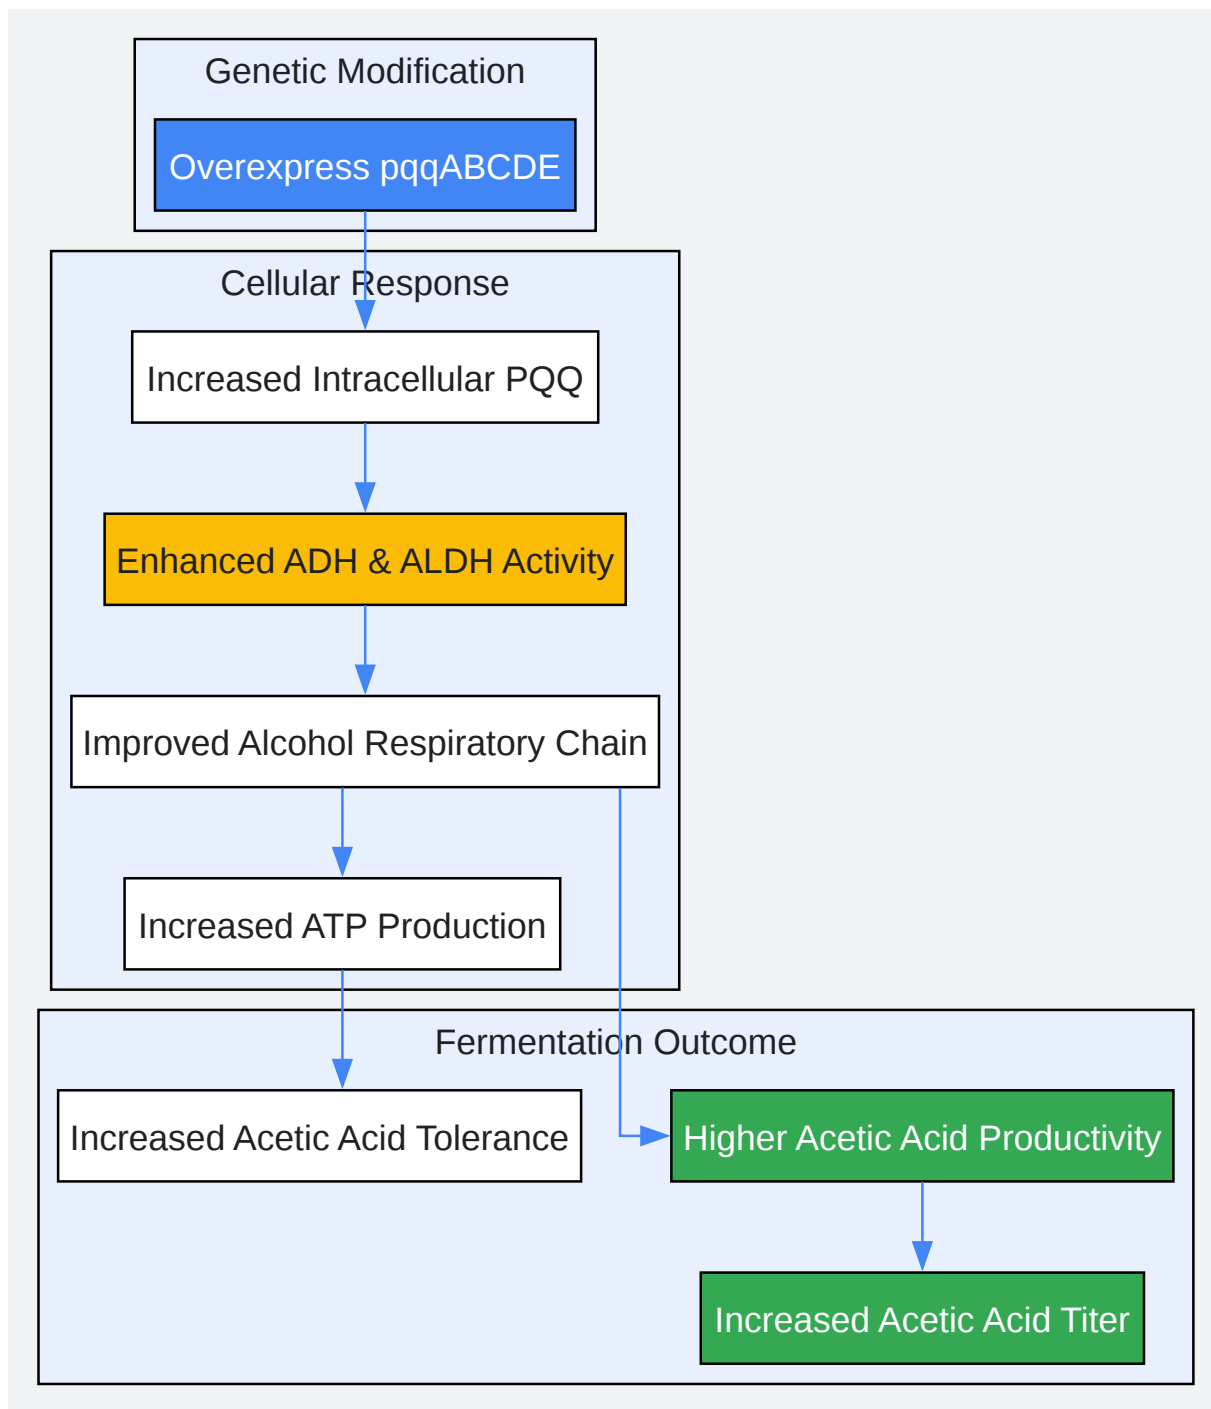 Genetic Modification
Overexpress pqqABCDE
Cellular Response
Increased Intracellular PQQ
Enhanced ADH & ALDH Activity
Improved Alcohol Respiratory Chain
Increased ATP Production
Fermentation Outcome
Increased Acetic Acid Tolerance
Higher Acetic Acid Productivity
Increased Acetic Acid Titer